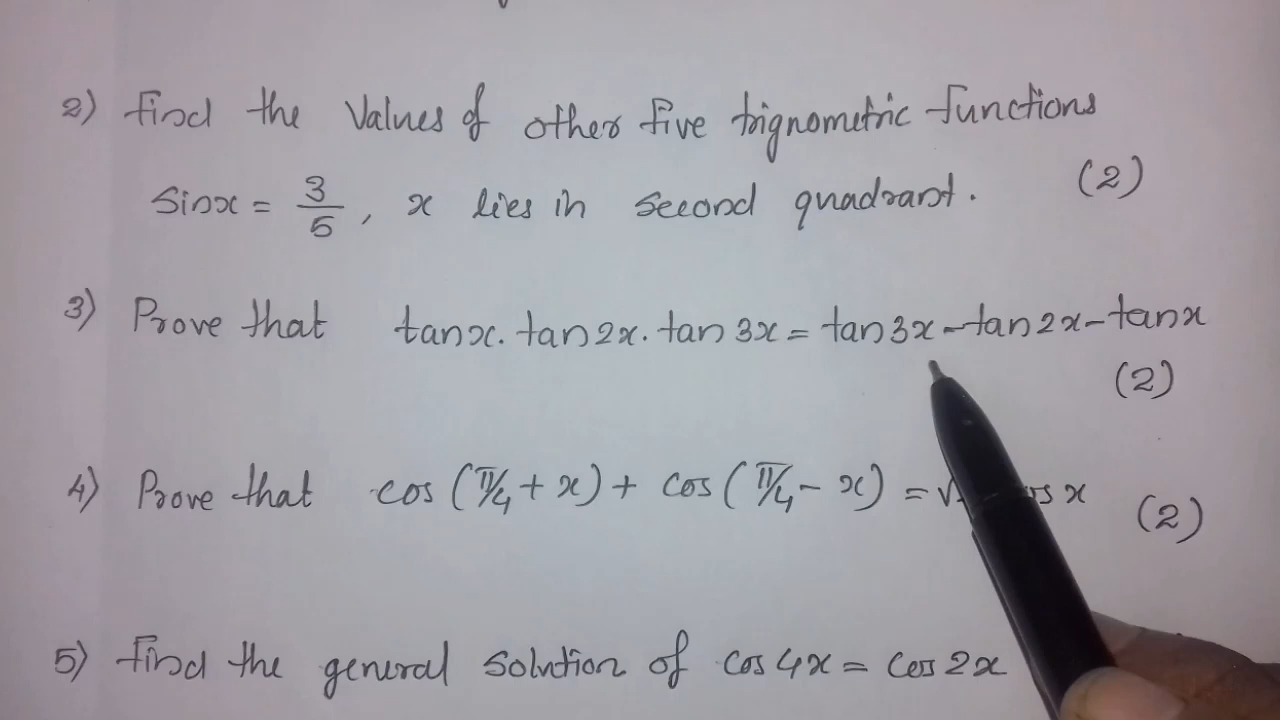 2) Find the Values of other five trignometric functions
sinx = 3/5, x lies in second quadrant. (2)
3) Prove that tanx. tan2x. tan3x = tan3x - tan2x - tanx
(2)
4) Prove that cos (π/4 + x) + cos (π/4 - x) = √ x (2)
5) Find the general solution of cos4x = cos2x